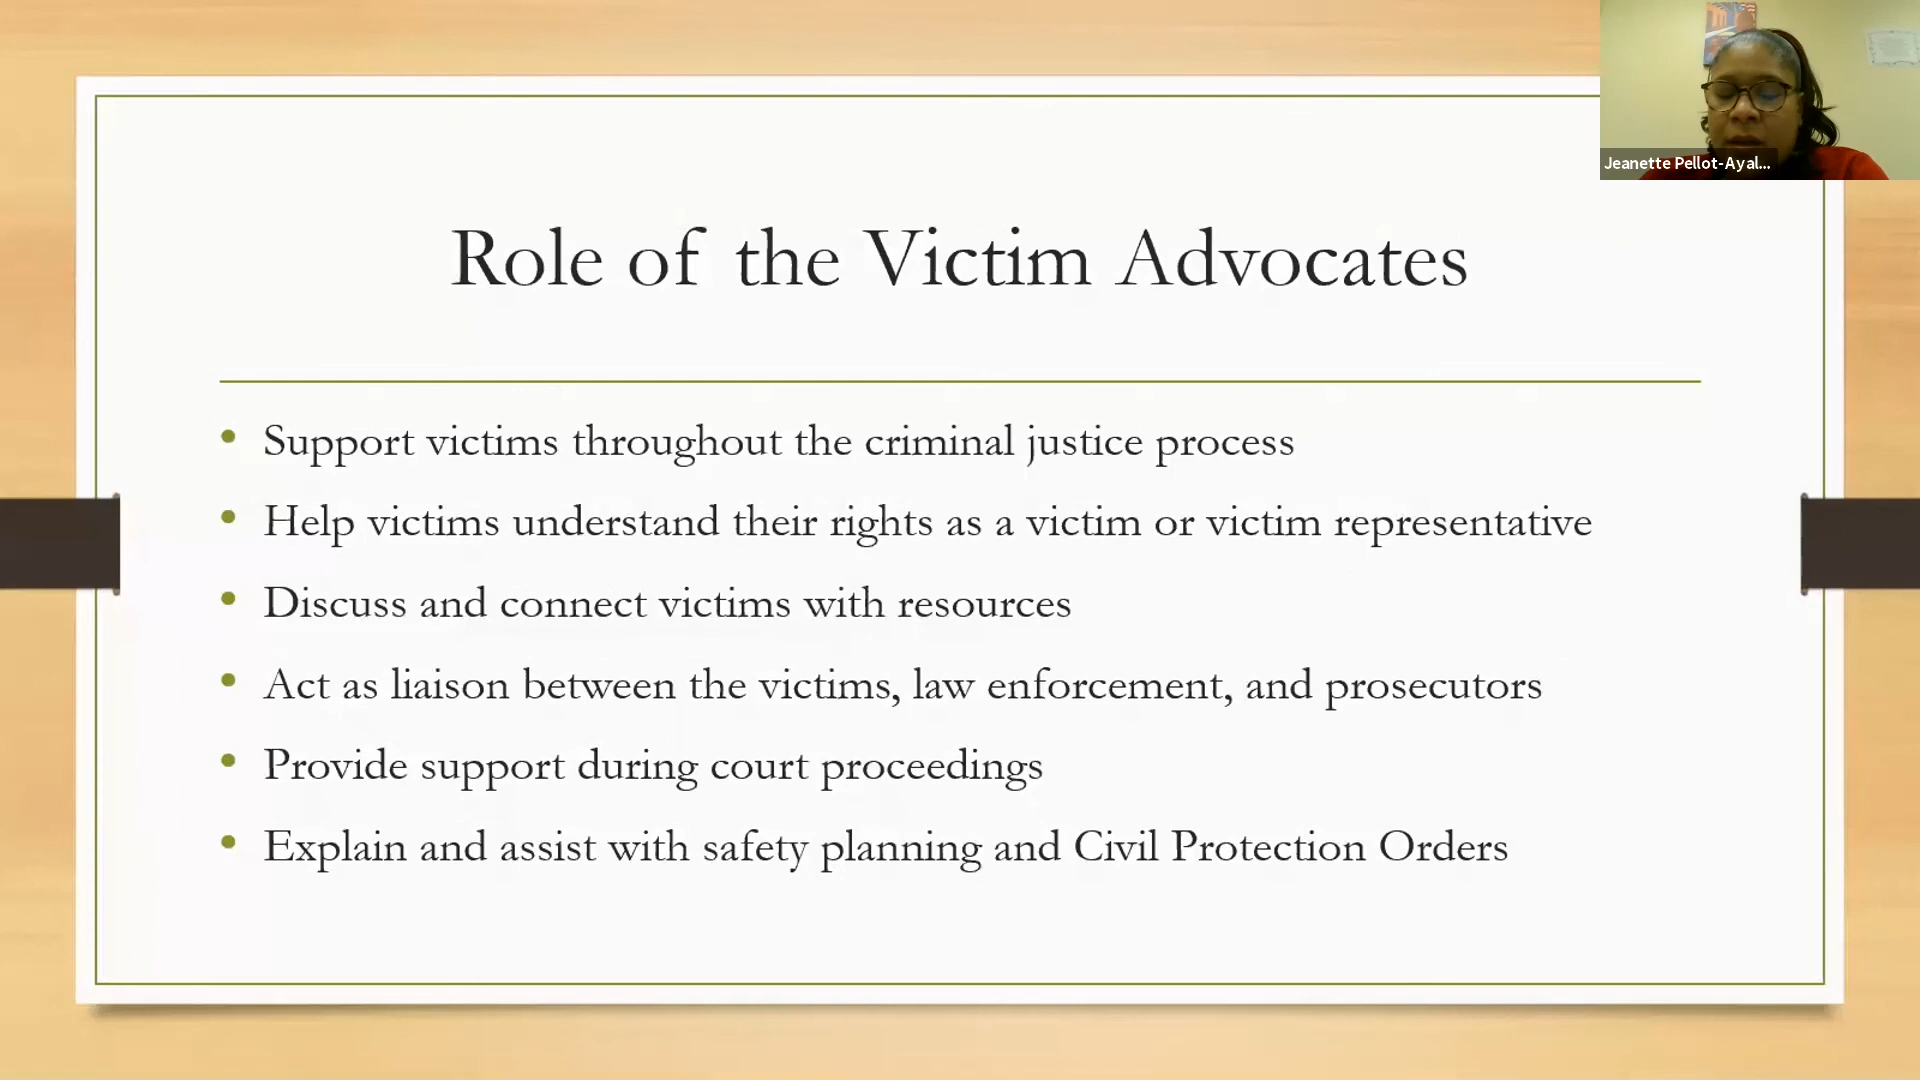 Jeanette Pellot-Ayal...
Role of the Victim Advocates
• Support victims throughout the criminal justice process
• Help victims understand their rights as a victim or victim representative
• Discuss and connect victims with resources
• Act as liaison between the victims, law enforcement, and prosecutors
• Provide support during court proceedings
• Explain and assist with safety planning and Civil Protection Orders